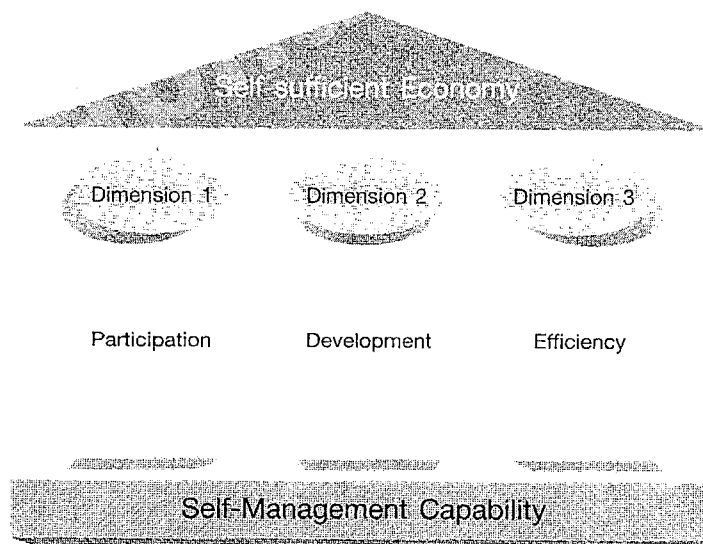 Self-sufficient Economy
Dimension 1 Dimension 2 Dimension 3
Participation Development Efficiency
Self-Management Capability